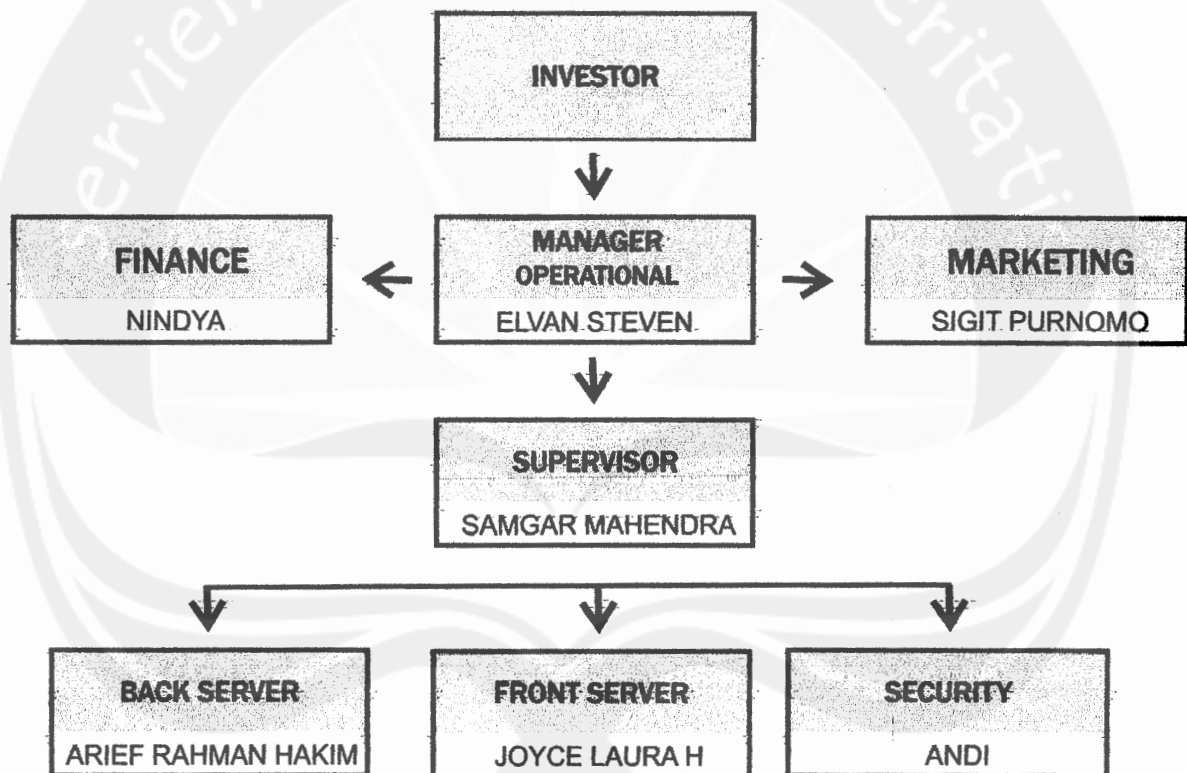 INVESTOR
FINANCE
NINDYA
MANAGER
OPERATIONAL
ELVAN STEVEN
MARKETING
SIGIT PURNOMO
SUPERVISOR
SAMGAR MAHENDRA
BACK SERVER
ARIEF RAHMAN HAKIM
FRONT SERVER
JOYCE LAURA H
SECURITY
ANDI